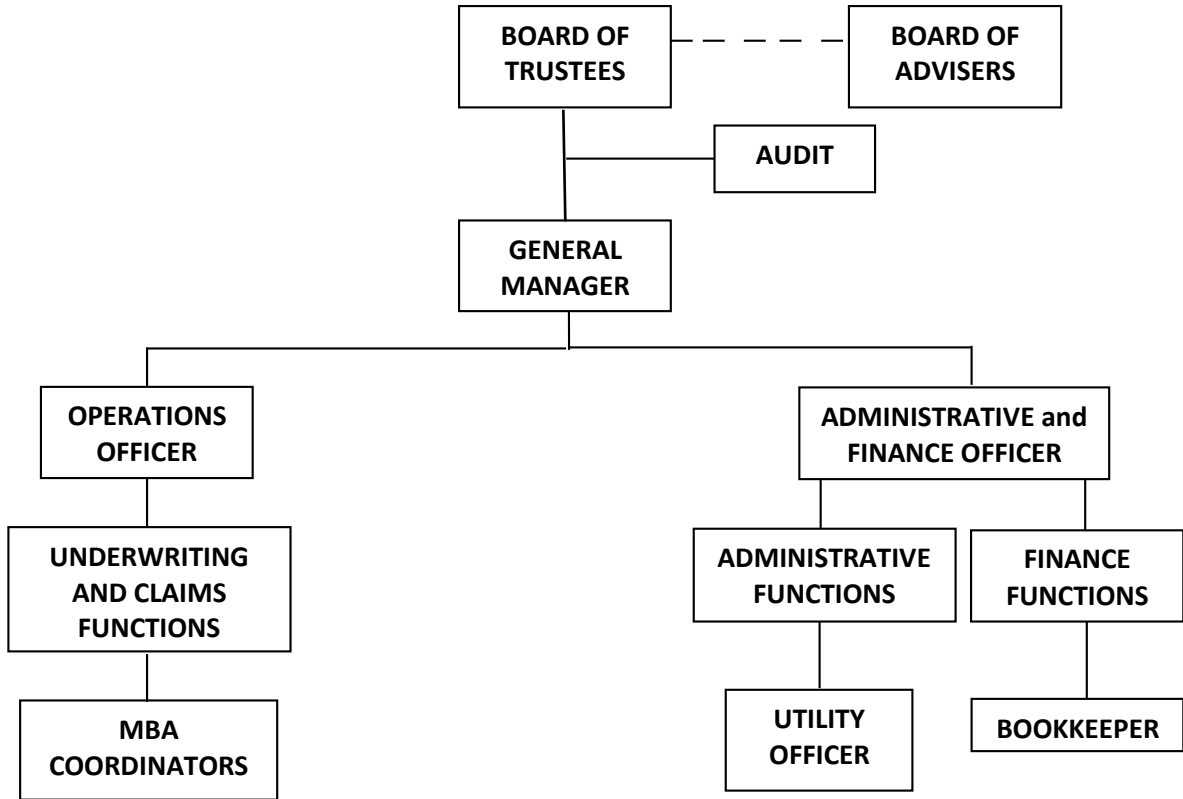 BOARD OF
TRUSTEES
BOARD OF
ADVISERS
AUDIT
GENERAL
MANAGER
OPERATIONS
OFFICER
ADMINISTRATIVE and
FINANCE OFFICER
UNDERWRITING
AND CLAIMS
FUNCTIONS
ADMINISTRATIVE
FUNCTIONS
FINANCE
FUNCTIONS
MBA
COORDINATORS
UTILITY
OFFICER
BOOKKEEPER